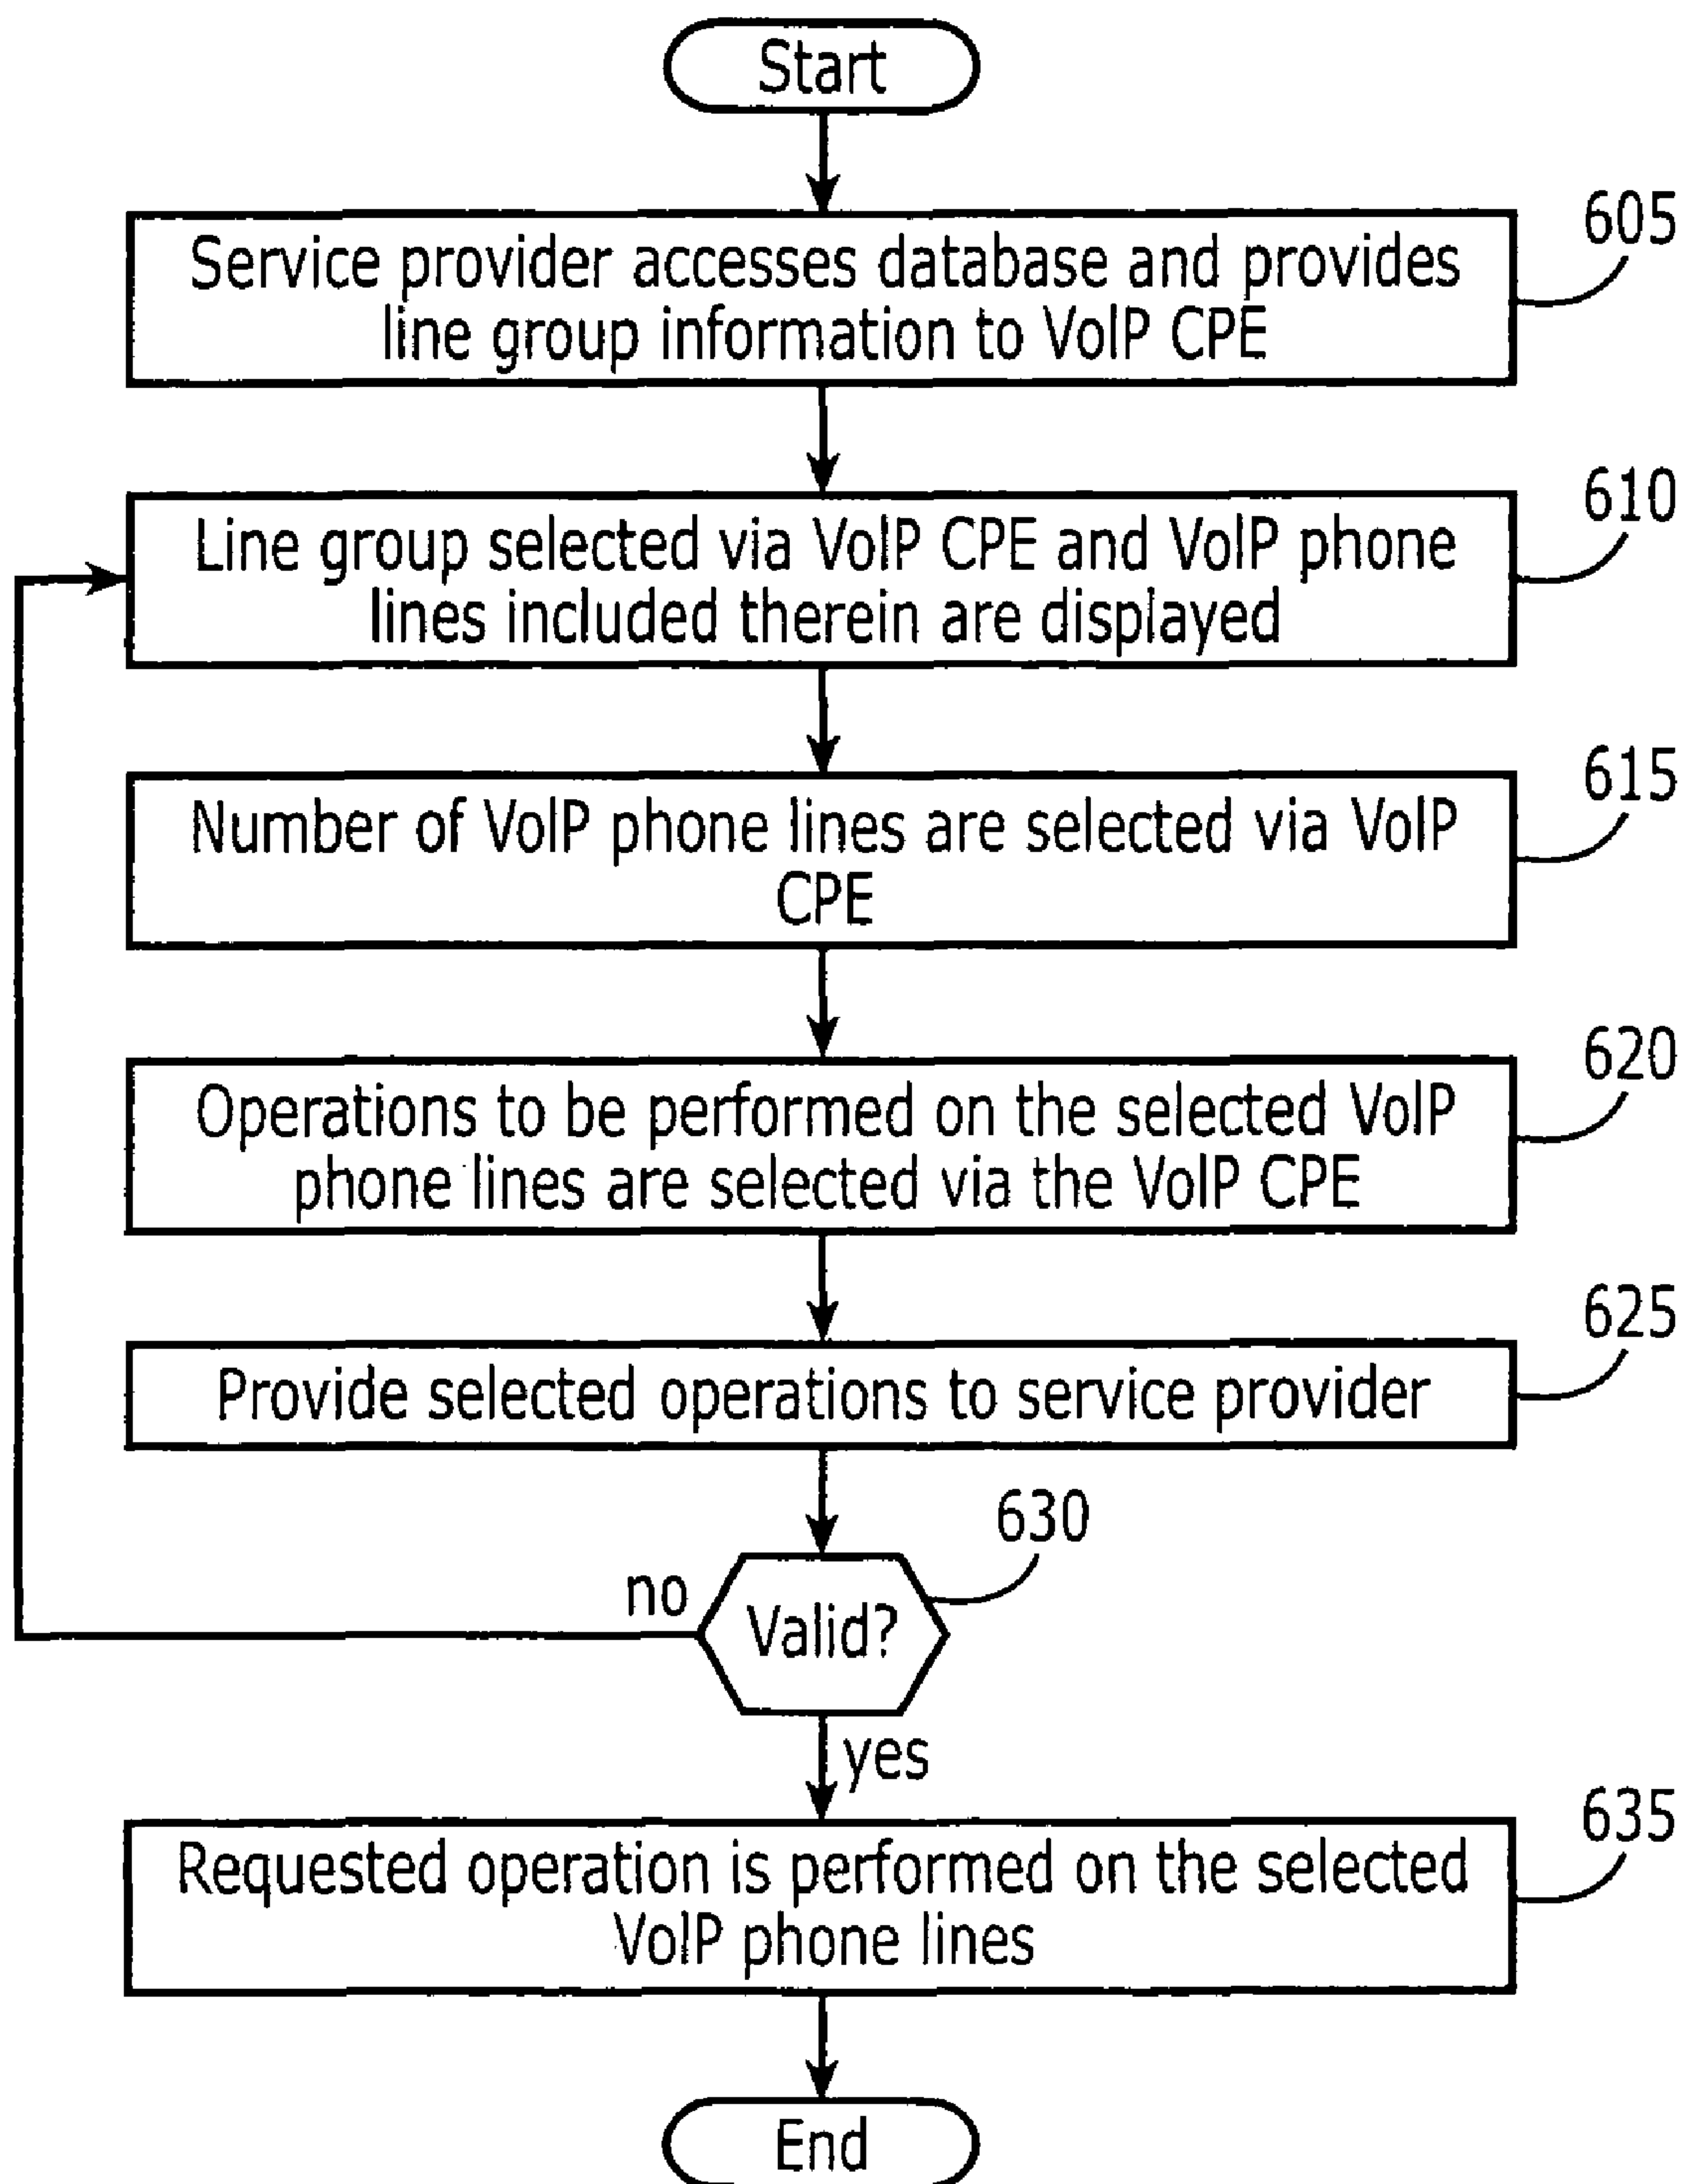 Start
605
Service provider accesses database and provides
line group information to VoIP CPE
610
Line group selected via VoIP CPE and VoIP phone
lines included therein are displayed
615
Number of VoIP phone lines are selected via VoIP
CPE
620
Operations to be performed on the selected VoIP
phone lines are selected via the VoIP CPE
625
Provide selected operations to service provider
630
no
Valid?
yes
635
Requested operation is performed on the selected
VoIP phone lines
End